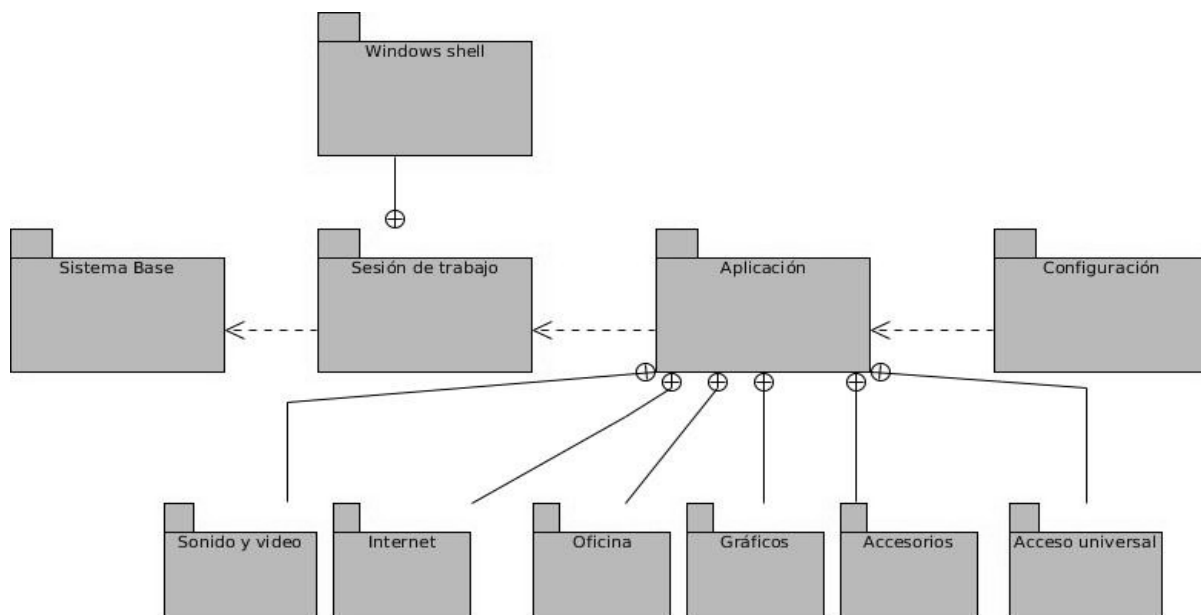 Windows shell
Sistema Base
Sesión de trabajo
Aplicación
Configuración
Sonido y video
Internet
Oficina
Gráficos
Accesorios
Acceso universal